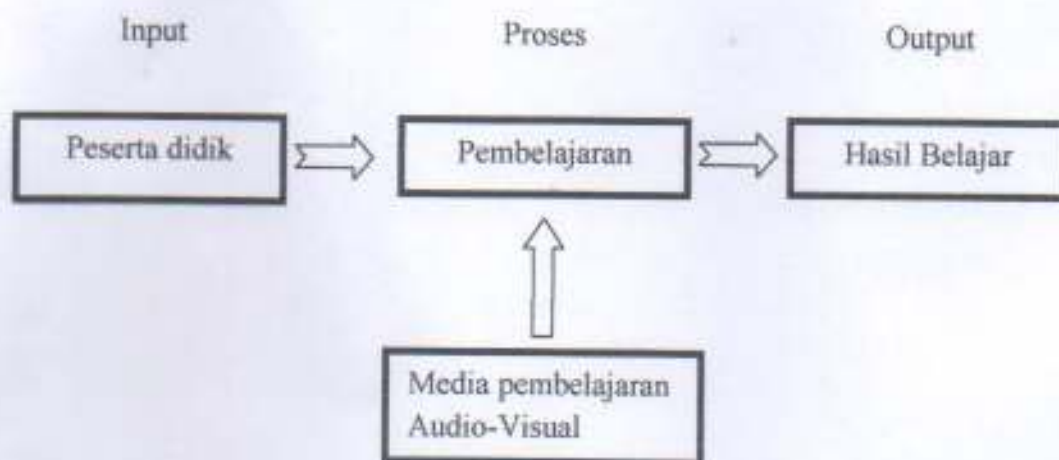 Input Proses Output
Peserta didik Pembelajaran Hasil Belajar
Media pembelajaran
Audio-Visual